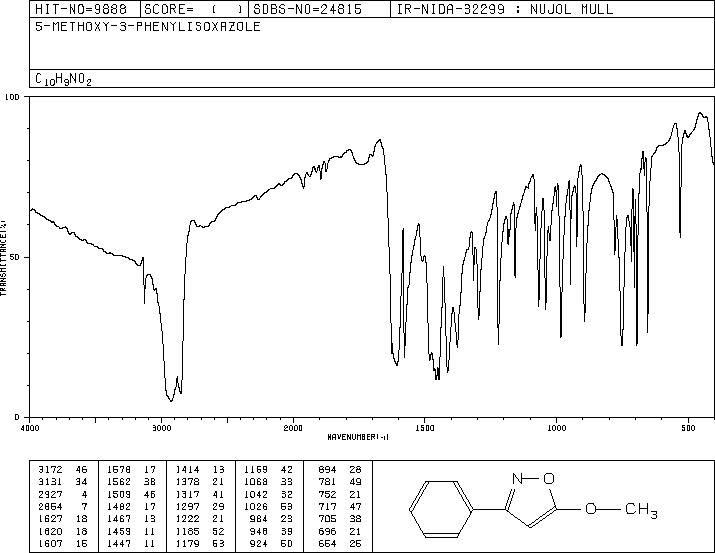 HIT-NO=9888 SCORE= ( ) SDBS-NO=24815 IR-NIDA-32299 : NUJOL MULL
5-METHOXY-3-PHENYLISOXAZOLE
C10H9NO2
100
50
0
TRANSMITTANCE(%)
4000 3000 2000 1500 1000 500
WAVENUMBER(-1)
3172 46 1578 17 1414 13 1159 42 894 28
3131 34 1562 38 1378 21 1068 33 781 49
2927 4 1509 46 1317 41 1042 32 752 21
2854 7 1482 17 1297 29 1026 53 717 47
1627 18 1467 13 1222 21 984 23 705 38
1620 18 1459 11 1185 52 948 39 696 21
1607 15 1447 11 1179 53 924 50 654 25
N O
O CH3